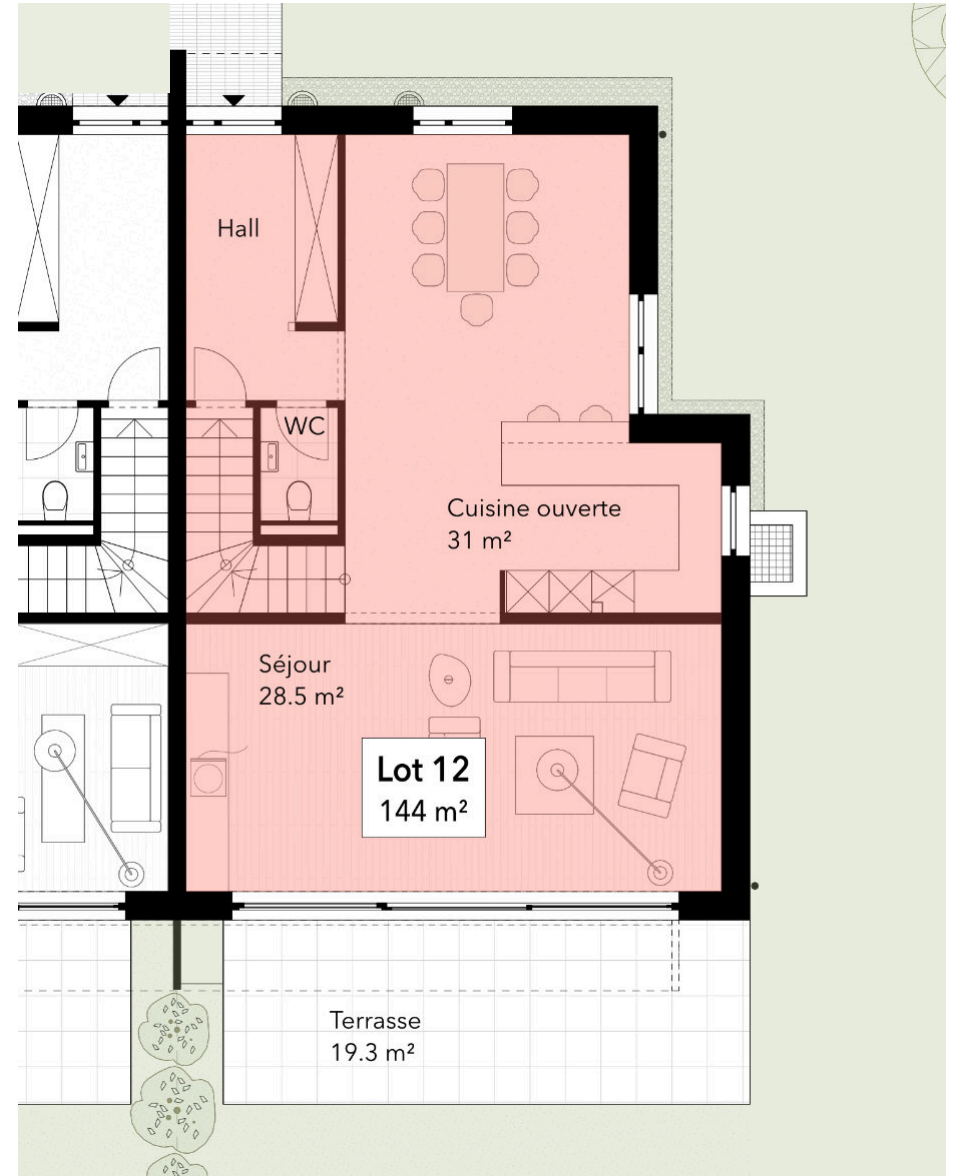 Hall
WC
Cuisine ouverte
31 m²
Séjour
28.5 m²
Lot 12
144 m²
Terrasse
19.3 m²